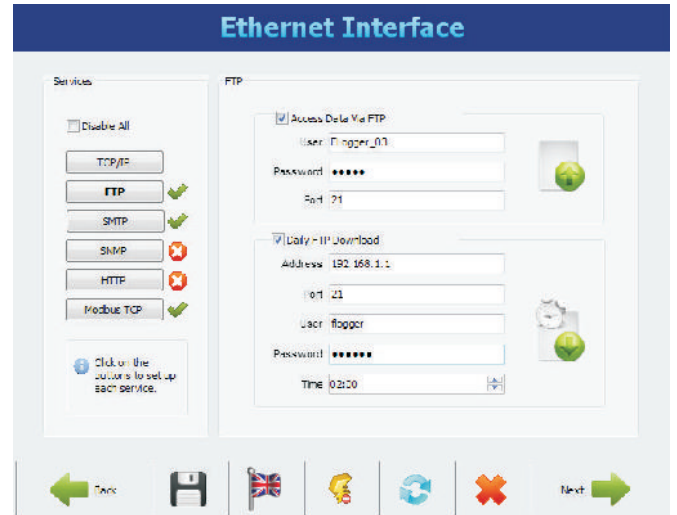 Ethernet Interface
Services
Disable All
TCP/IP
FTP
SMTP
SNMP
HTTP
Modbus TCP
Click on the
buttons to set up
each service.
FTP
Access Data Via FTP
User
Password •••••
Port 21
Daily FTP Download
Address 192.168.1.1
Port 21
User flogger
Password ••••••
Time 02:00
Back
Next